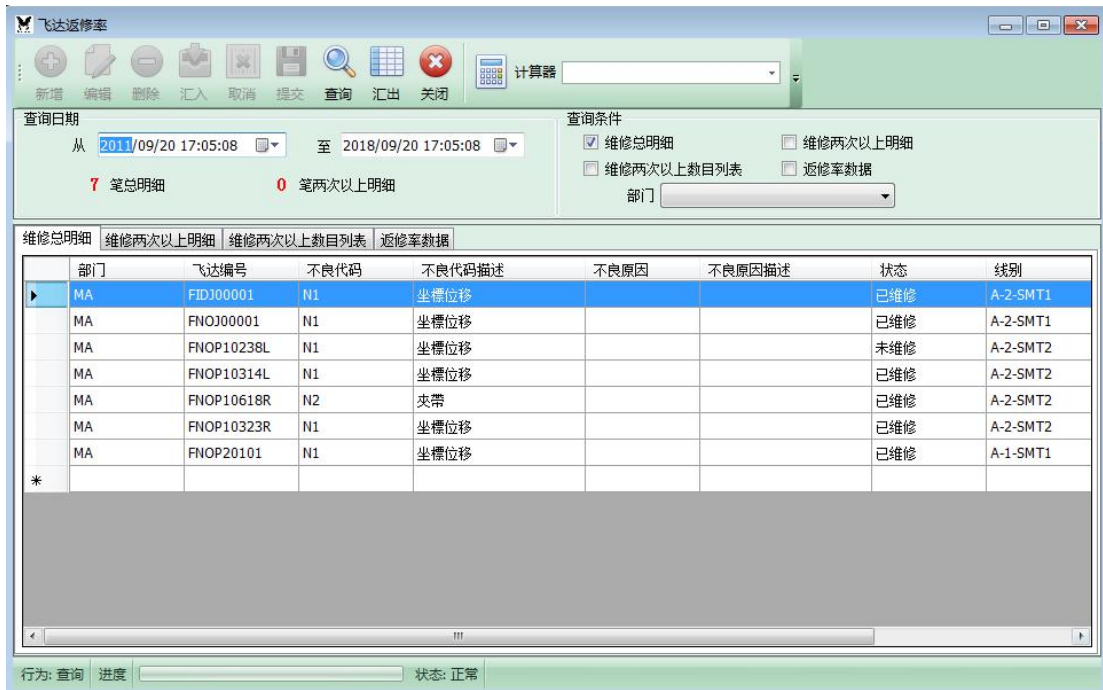 飞达返修率
新增 编辑 删除 汇入 取消 提交 查询 汇出 关闭 计算器
查询日期
从 2011/09/20 17:05:08 至 2018/09/20 17:05:08
7 笔总明细 0 笔两次以上明细
查询条件
维修总明细 维修两次以上明细
维修两次以上数目列表 返修率数据
部门
维修总明细 维修两次以上明细 维修两次以上数目列表 返修率数据
部门 飞达编号 不良代码 不良代码描述 不良原因 不良原因描述 状态 线别
MA FIDJ00001 N1 坐標位移 已维修 A-2-SMT1
MA FNOJ00001 N1 坐標位移 已维修 A-2-SMT1
MA FNOP10238L N1 坐標位移 未维修 A-2-SMT2
MA FNOP10314L N1 坐標位移 已维修 A-2-SMT2
MA FNOP10618R N2 夹帶 已维修 A-2-SMT2
MA FNOP10323R N1 坐標位移 已维修 A-2-SMT2
MA FNOP20101 N1 坐標位移 已维修 A-1-SMT1
行为: 查询 进度 状态: 正常